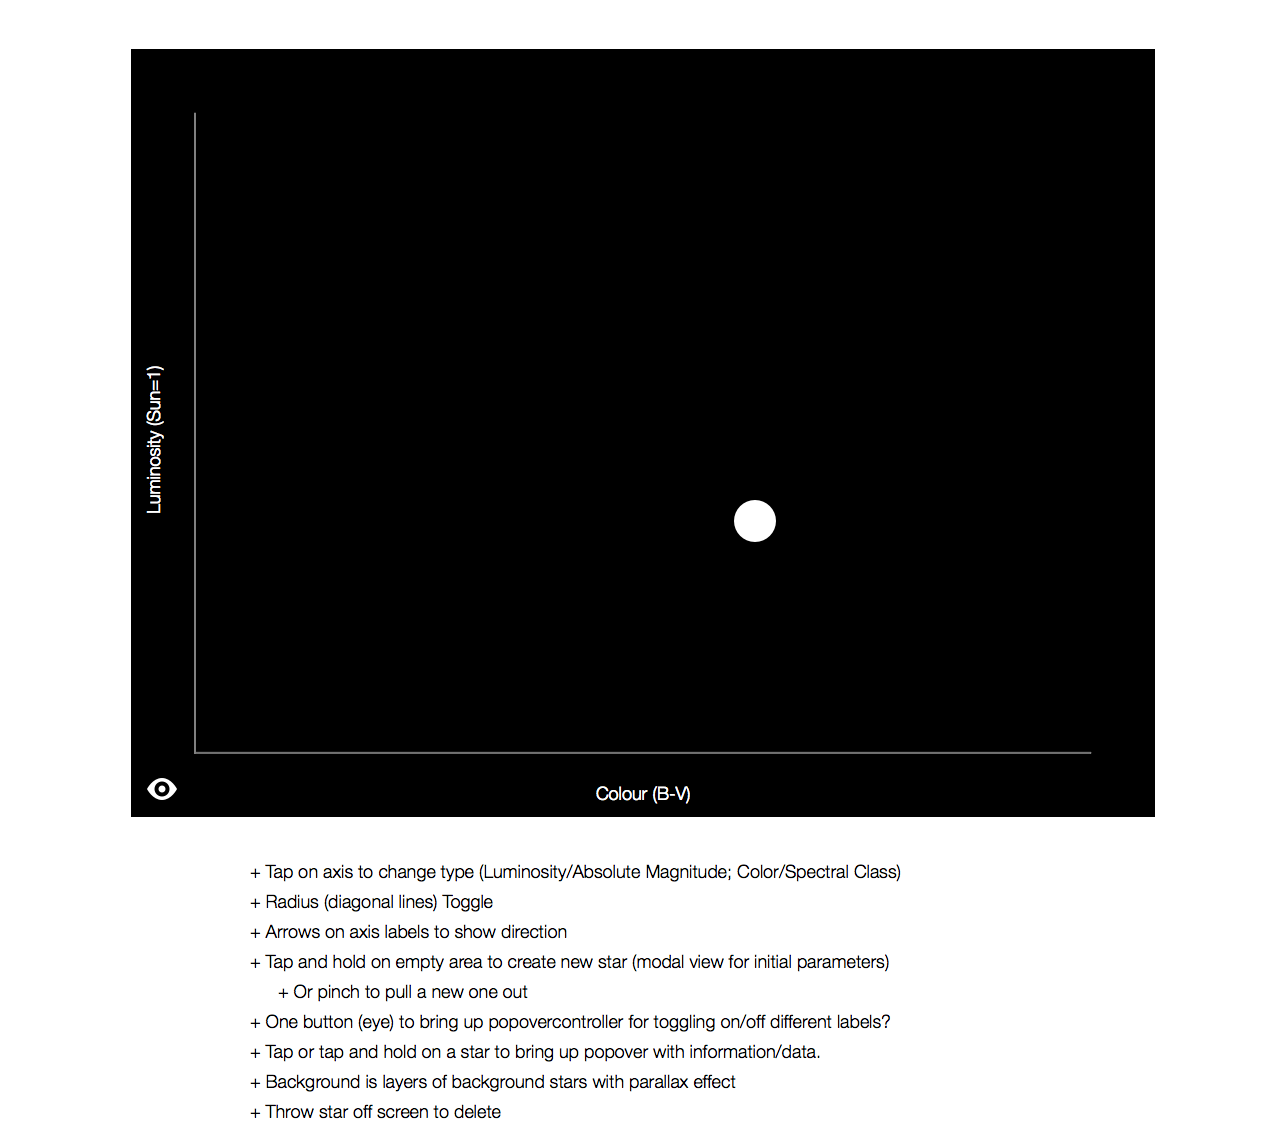 Luminosity (Sun=1)
Colour (B-V)
+ Tap on axis to change type (Luminosity/Absolute Magnitude; Color/Spectral Class)
+ Radius (diagonal lines) Toggle
+ Arrows on axis labels to show direction
+ Tap and hold on empty area to create new star (modal view for initial parameters)
+ Or pinch to pull a new one out
+ One button (eye) to bring up popovercontroller for toggling on/off different labels?
+ Tap or tap and hold on a star to bring up popover with information/data.
+ Background is layers of background stars with parallax effect
+ Throw star off screen to delete